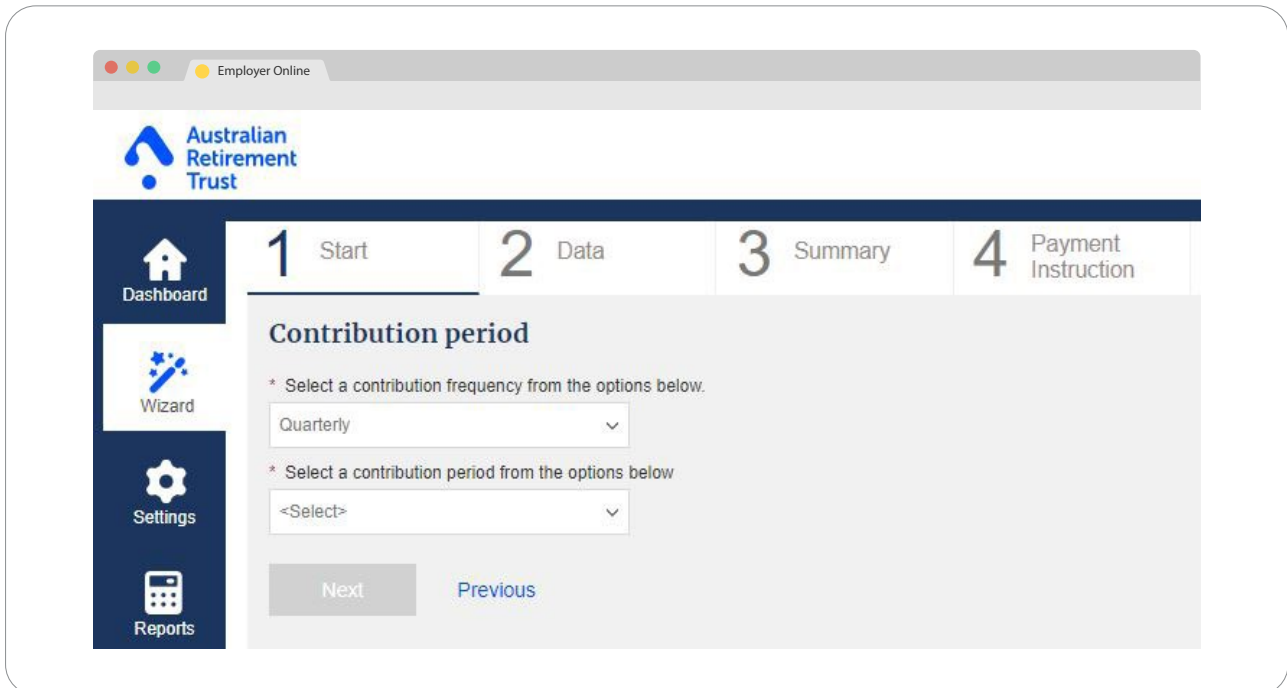 Employer Online
Australian
Retirement
Trust
Dashboard
Wizard
Settings
Reports
1 Start
2 Data
3 Summary
4 Payment
Instruction
Contribution period
* Select a contribution frequency from the options below.
Quarterly
* Select a contribution period from the options below
<Select>
Next Previous